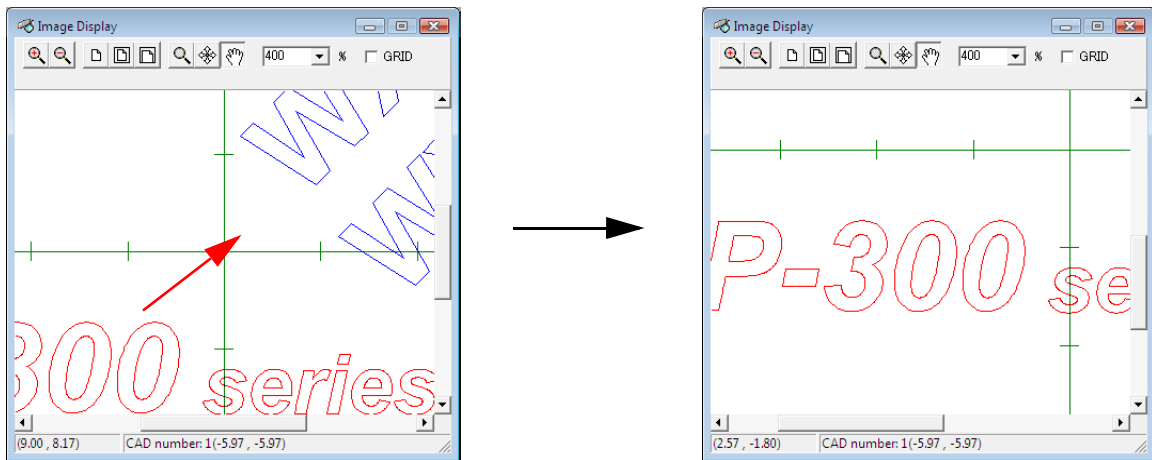 Image Display
400 % GRID
WX
W
300 series
(9.00 , 8.17) CAD number: 1(-5.97 , -5.97)
Image Display
400 % GRID
P-300 se
(2.57 , -1.80) CAD number: 1(-5.97 , -5.97)